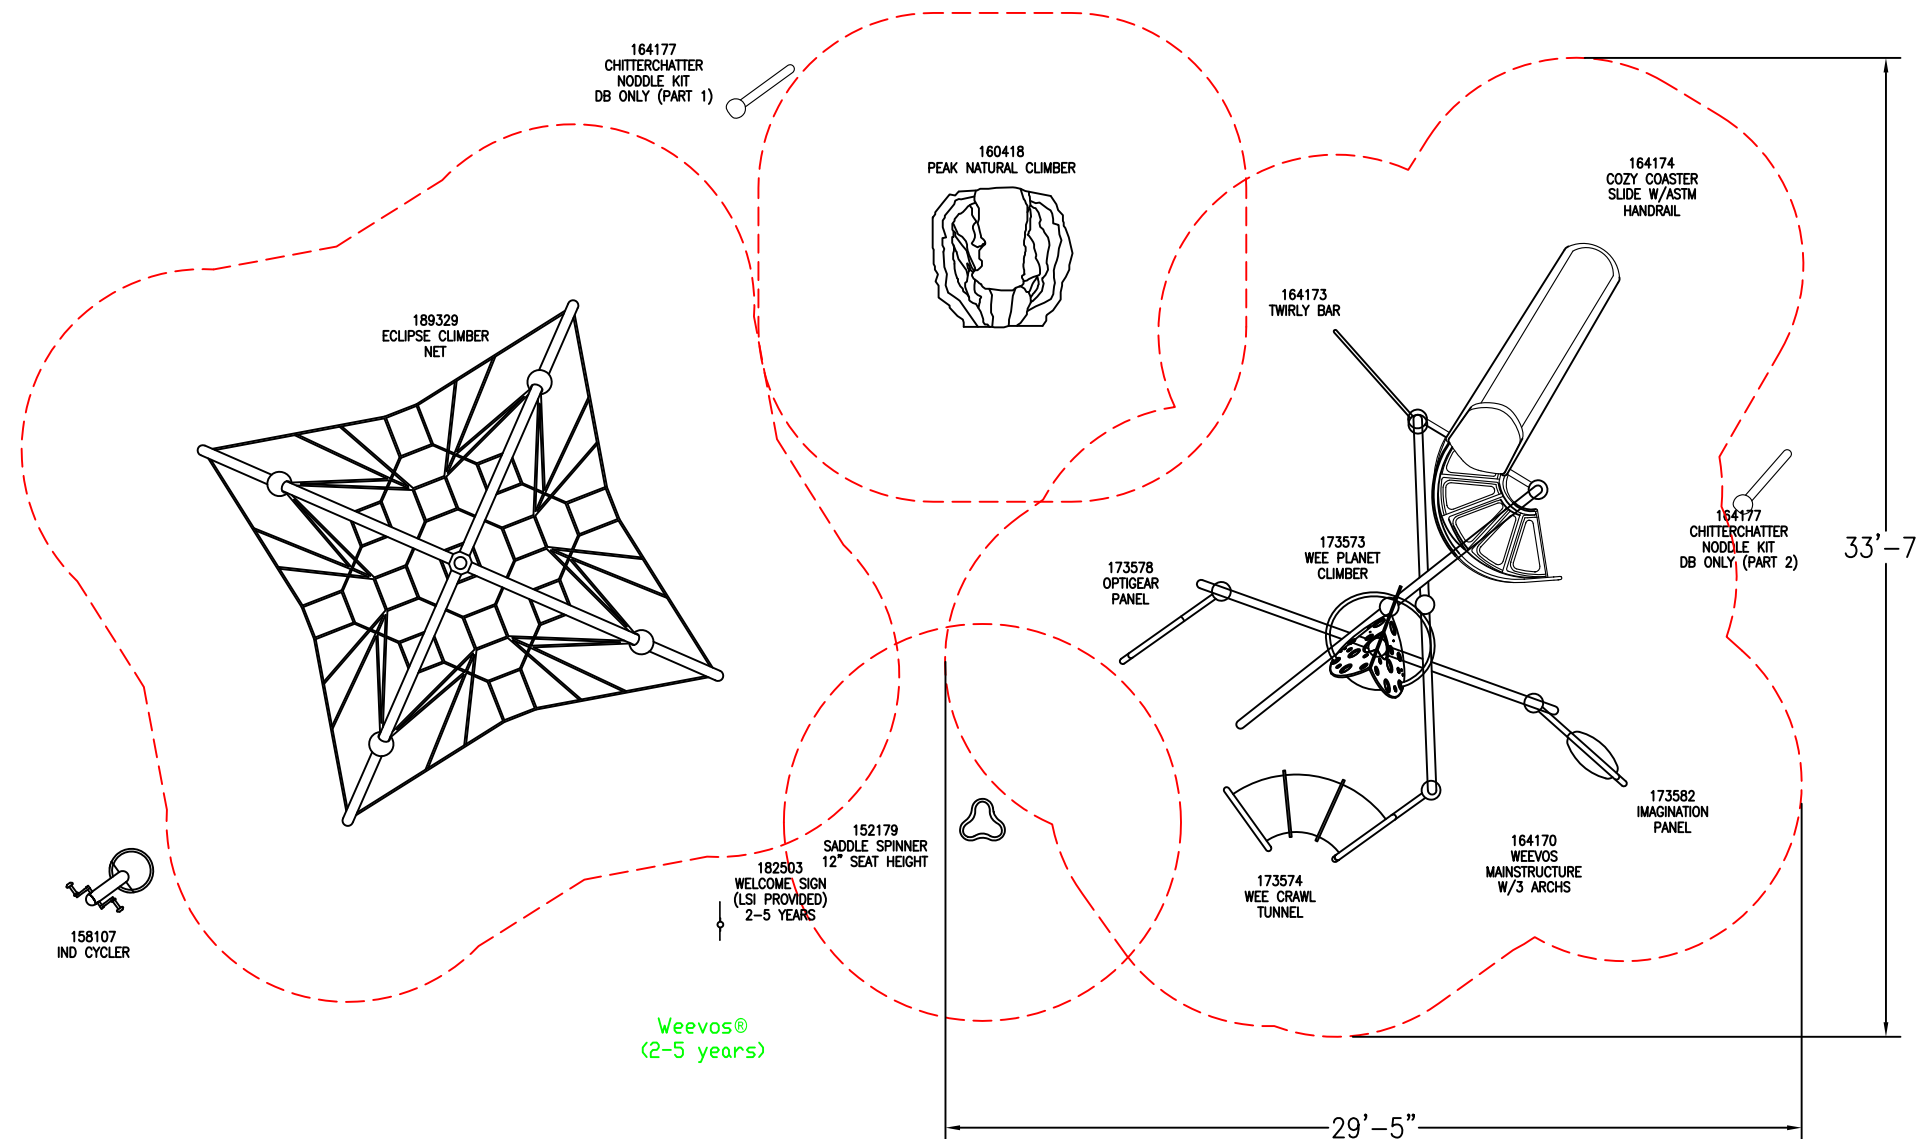 164177
CHITTERCHATTER
NODDLE KIT
DB ONLY (PART 1)
160418
PEAK NATURAL CLIMBER
164174
COZY COASTER
SLIDE W/ASTM
HANDRAIL
189329
ECLIPSE CLIMBER
NET
164173
TWIRLY BAR
164177
CHITTERCHATTER
NODDLE KIT
DB ONLY (PART 2)
33'-7
173573
WEE PLANET
CLIMBER
173578
OPTIGEAR
PANEL
173582
IMAGINATION
PANEL
152179
SADDLE SPINNER
12" SEAT HEIGHT
182503
WELCOME SIGN
(LSI PROVIDED)
2-5 YEARS
164170
WEEVOS
MAINSTRUCTURE
W/3 ARCHS
173574
WEE CRAWL
TUNNEL
158107
IND CYCLER
Weevos®
(2-5 years)
29'-5"